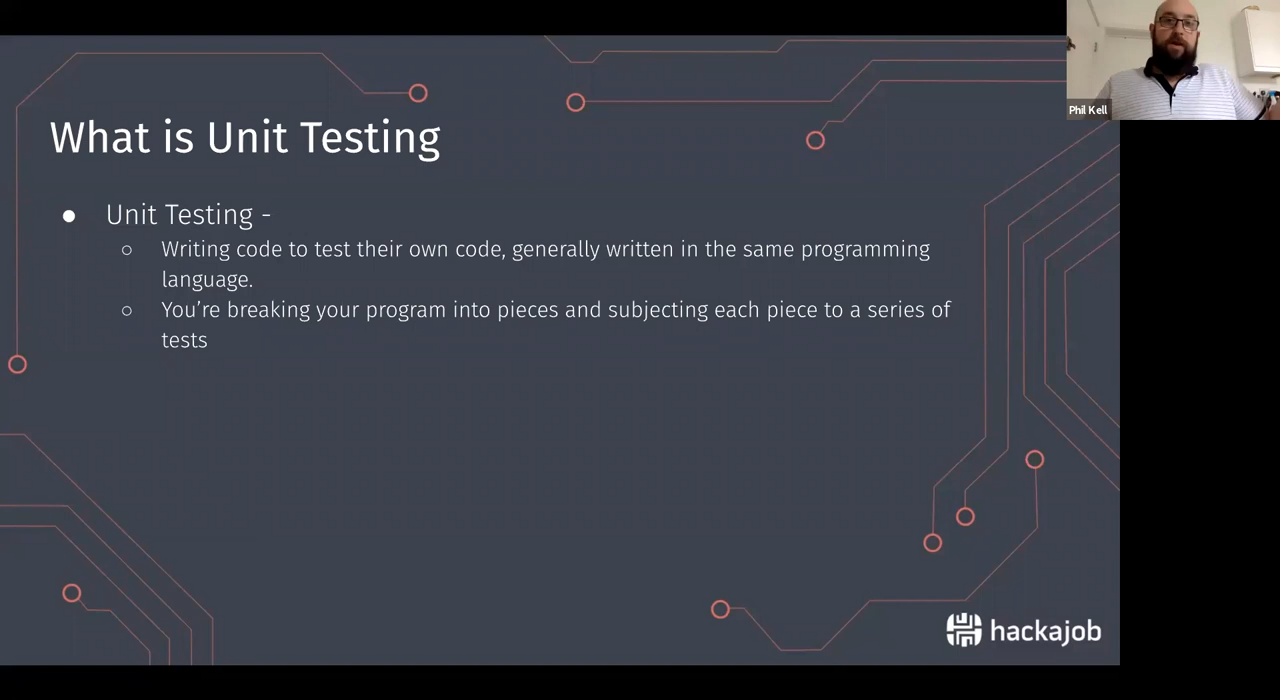 What is Unit Testing
● Unit Testing -
○ Writing code to test their own code, generally written in the same programming
language.
○ You’re breaking your program into pieces and subjecting each piece to a series of
tests
hackajob
Phil Kell